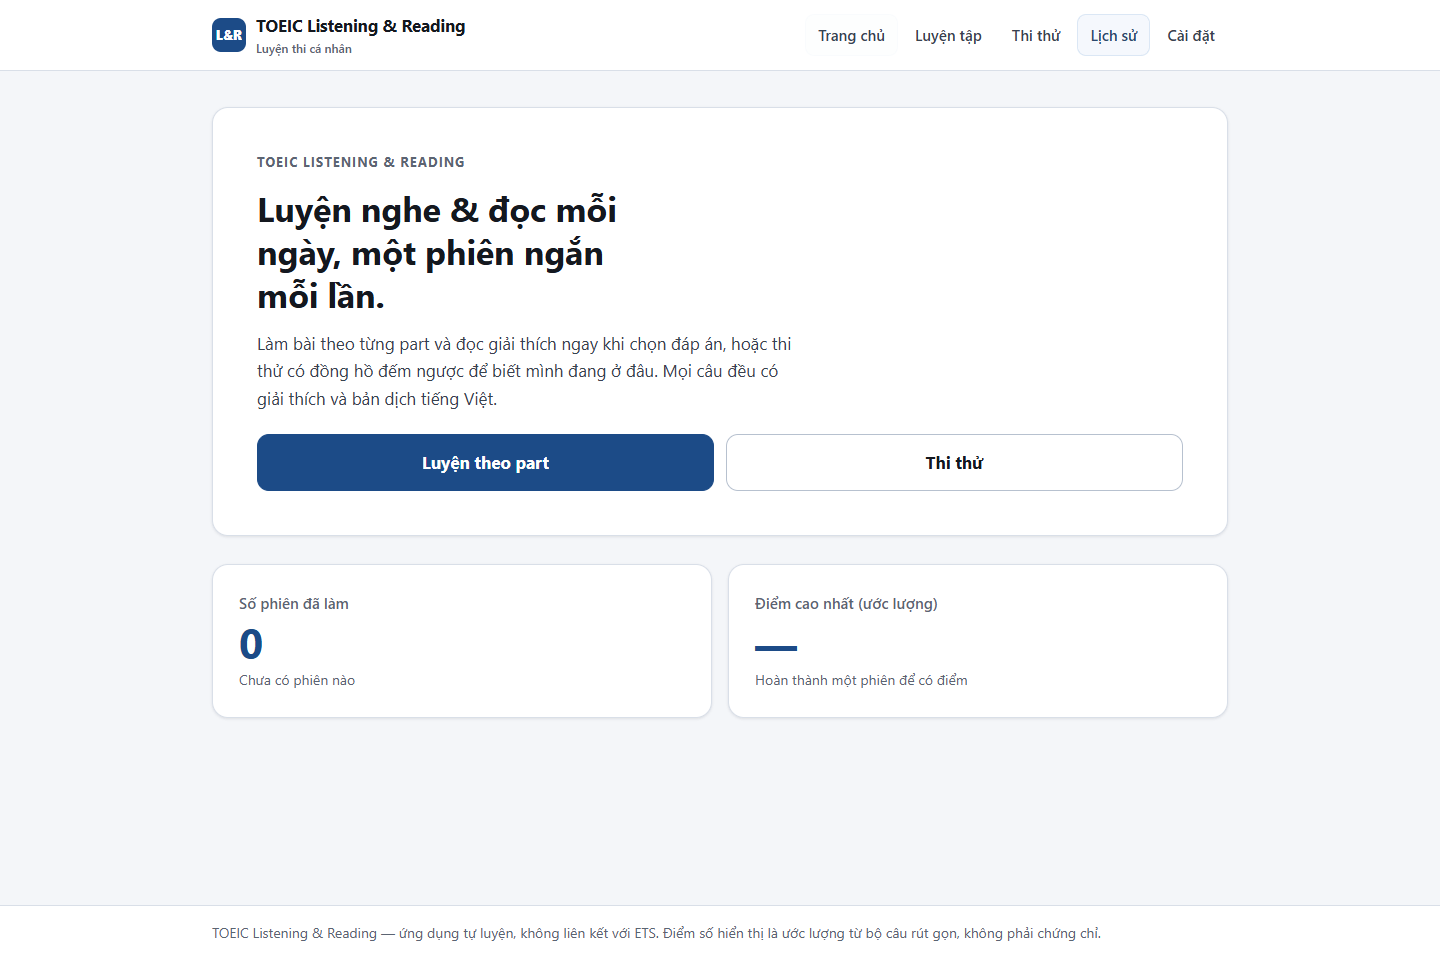 L&R
TOEIC Listening & Reading
Luyện thi cá nhân
Trang chủ
Luyện tập
Thi thử
Lịch sử
Cài đặt
TOEIC LISTENING & READING
Luyện nghe & đọc mỗi
ngày, một phiên ngắn
mỗi lần.
Làm bài theo từng part và đọc giải thích ngay khi chọn đáp án, hoặc thi
thử có đồng hồ đếm ngược để biết mình đang ở đâu. Mọi câu đều có
giải thích và bản dịch tiếng Việt.
Luyện theo part
Thi thử
Số phiên đã làm
0
Chưa có phiên nào
Điểm cao nhất (ước lượng)
—
Hoàn thành một phiên để có điểm
TOEIC Listening & Reading — ứng dụng tự luyện, không liên kết với ETS. Điểm số hiển thị là ước lượng từ bộ câu rút gọn, không phải chứng chỉ.